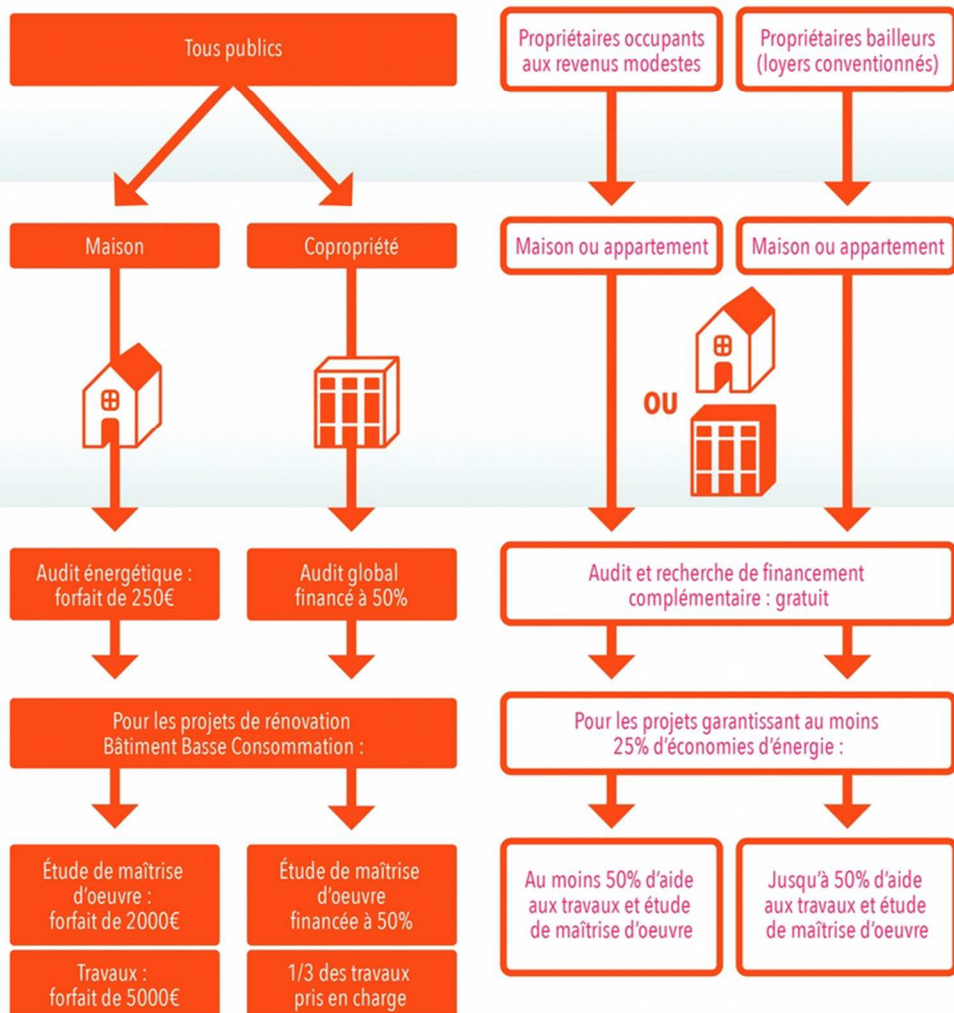 Tous publics
Propriétaires occupants
aux revenus modestes
Propriétaires bailleurs
(loyers conventionnés)
Maison
Copropriété
Maison ou appartement
Maison ou appartement
OU
Audit énergétique :
forfait de 250€
Audit global
financé à 50%
Audit et recherche de financement
complémentaire : gratuit
Pour les projets de rénovation
Bâtiment Basse Consommation :
Pour les projets garantissant au moins
25% d'économies d'énergie :
Étude de maîtrise
d'oeuvre :
forfait de 2000€
Étude de maîtrise
d'oeuvre
financée à 50%
Au moins 50% d'aide
aux travaux et étude
de maîtrise d'oeuvre
Jusqu'à 50% d'aide
aux travaux et étude
de maîtrise d'oeuvre
Travaux :
forfait de 5000€
1/3 des travaux
pris en charge